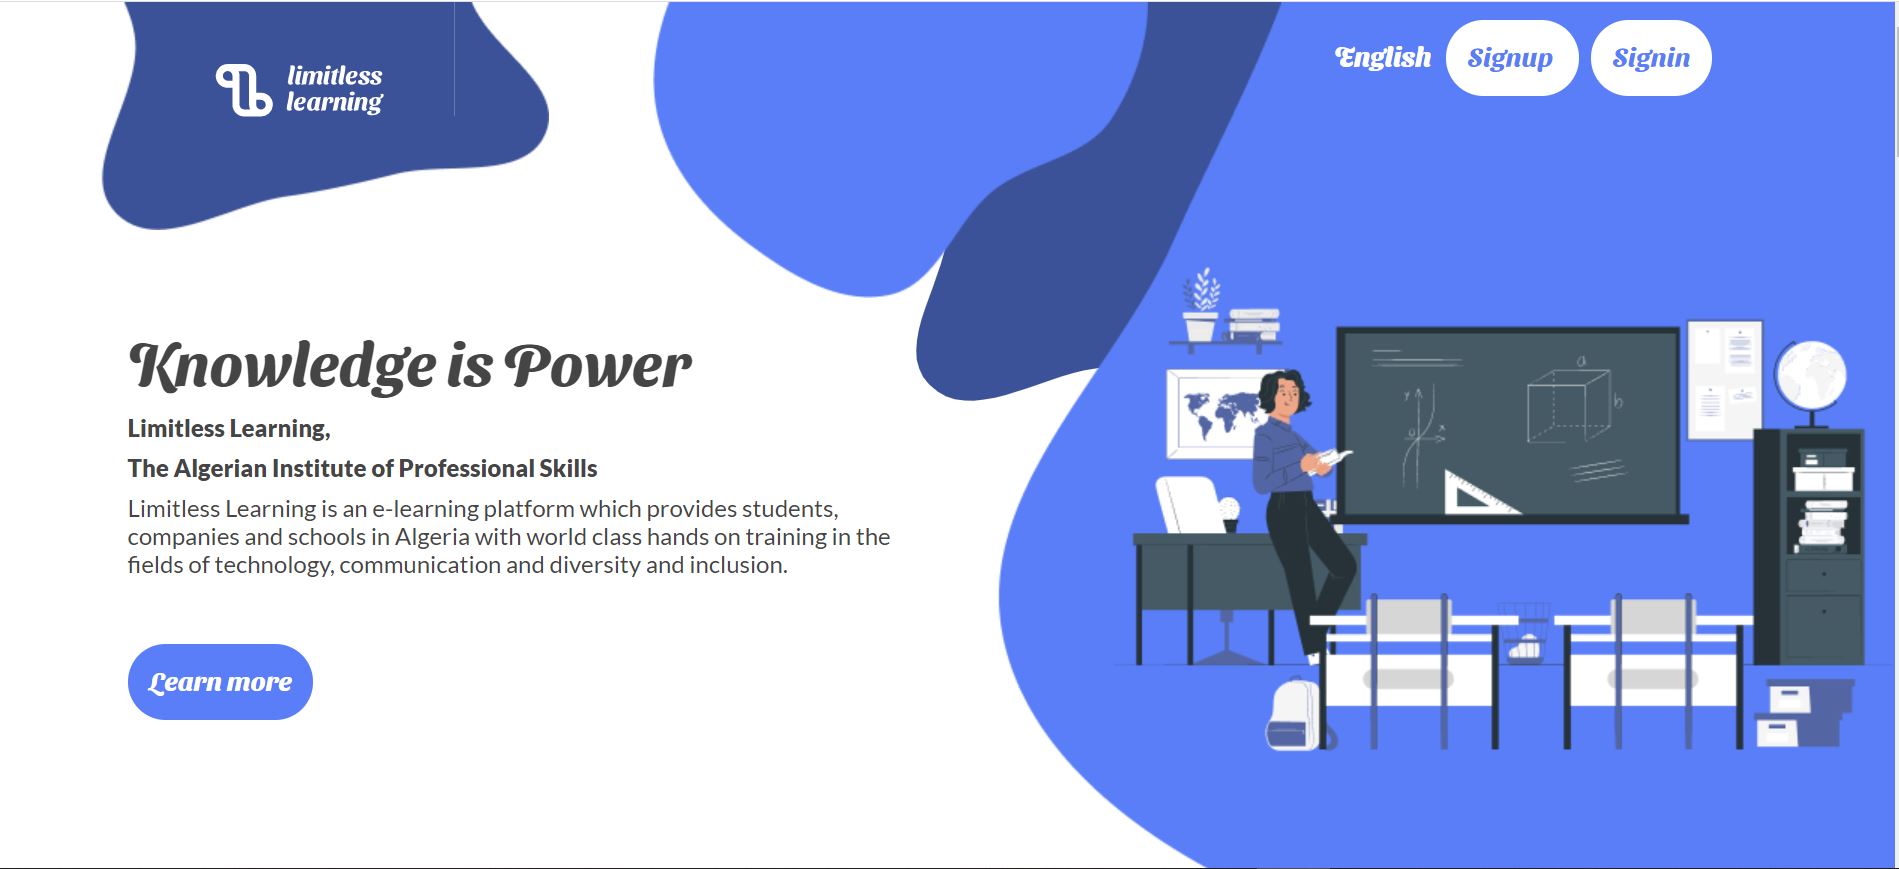 limitless
learning
English
Signup
Signin
Knowledge is Power
Limitless Learning,
The Algerian Institute of Professional Skills
Limitless Learning is an e-learning platform which provides students,
companies and schools in Algeria with world class hands on training in the
fields of technology, communication and diversity and inclusion.
Learn more
a
b
y
x
0